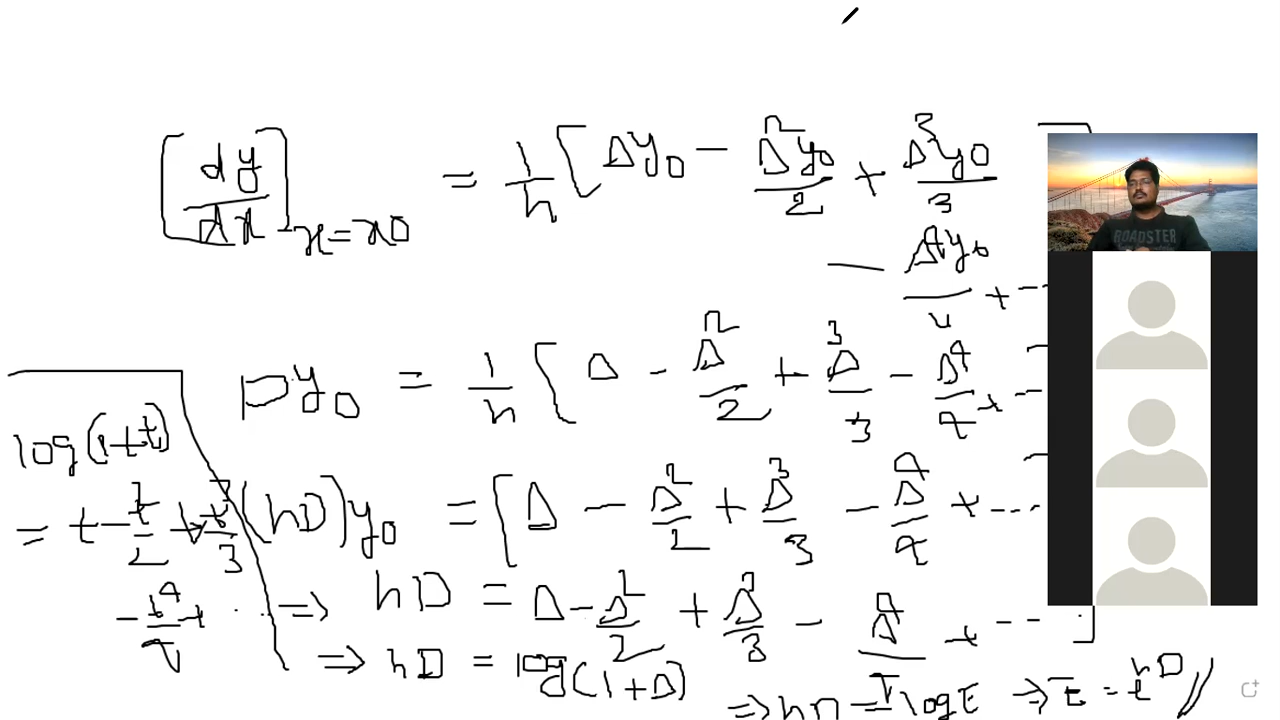 [dy/dx]x=x0 = 1/h [Δy0 − Δ²y0/2 + Δ³y0/3
− Δ⁴y0/4 + --- ]
Dy0 = 1/h [Δ − Δ²/2 + Δ³/3 − Δ⁴/4 + ---
(hD)y0 = [Δ − Δ²/2 + Δ³/3 − Δ⁴/4 + ---
⇒ hD = Δ − Δ²/2 + Δ³/3 − Δ⁴/4 + --- ]
⇒ hD = log(1+Δ)
⇒ hD = log E ⇒ E = e^hD //
log(1+t)
= t − t²/2 + t³/3
− t⁴/4 + ...
ROADSTER